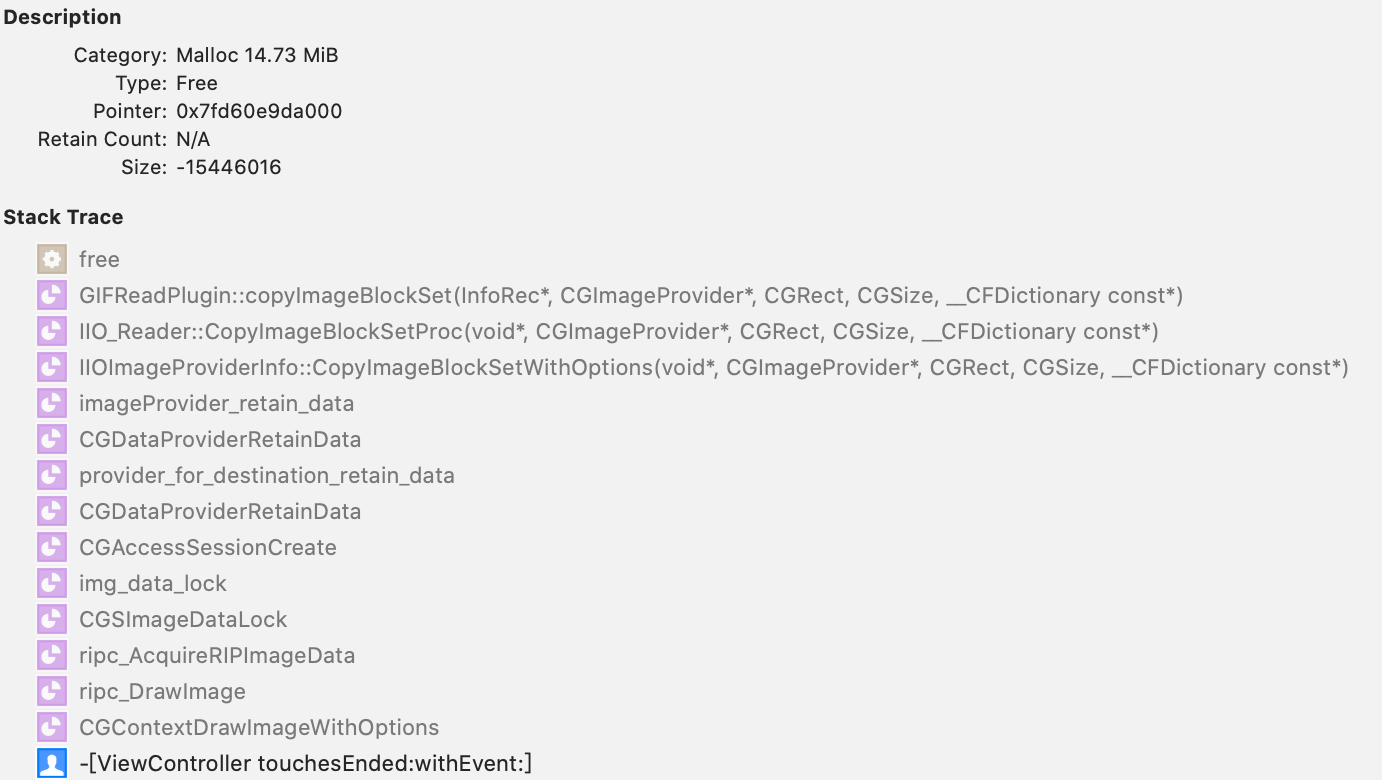 Description
Category: Malloc 14.73 MiB
Type: Free
Pointer: 0x7fd60e9da000
Retain Count: N/A
Size: -15446016
Stack Trace
free
GIFReadPlugin::copyImageBlockSet(InfoRec*, CGImageProvider*, CGRect, CGSize, __CFDictionary const*)
IIO_Reader::CopyImageBlockSetProc(void*, CGImageProvider*, CGRect, CGSize, __CFDictionary const*)
IIOImageProviderInfo::CopyImageBlockSetWithOptions(void*, CGImageProvider*, CGRect, CGSize, __CFDictionary const*)
imageProvider_retain_data
CGDataProviderRetainData
provider_for_destination_retain_data
CGDataProviderRetainData
CGAccessSessionCreate
img_data_lock
CGSImageDataLock
ripc_AcquireRIPImageData
ripc_DrawImage
CGContextDrawImageWithOptions
-[ViewController touchesEnded:withEvent:]